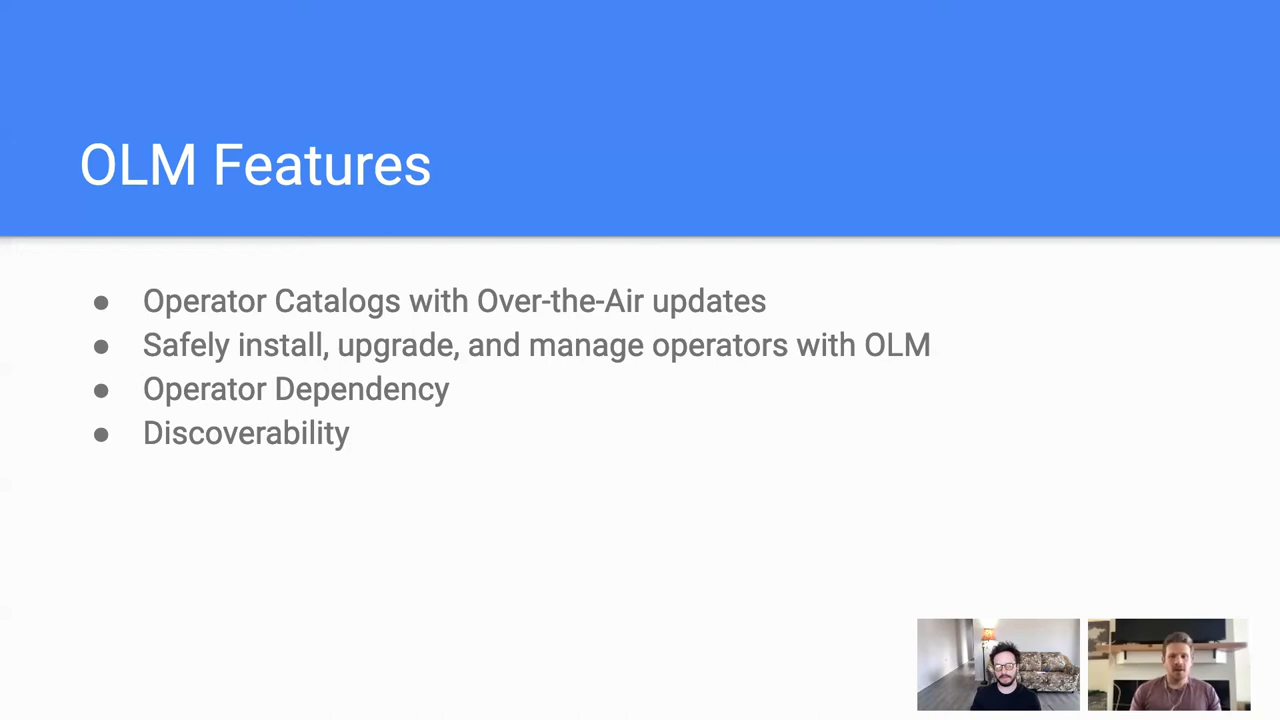 OLM Features
● Operator Catalogs with Over-the-Air updates
● Safely install, upgrade, and manage operators with OLM
● Operator Dependency
● Discoverability